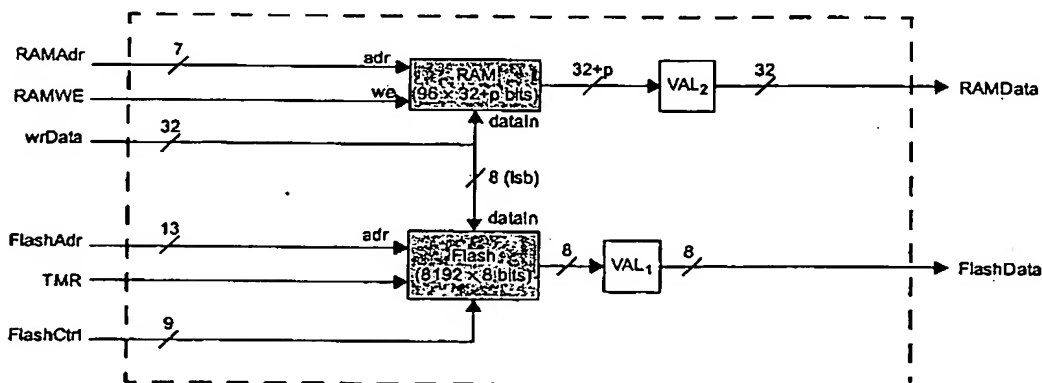 RAMAdr
7
adr
RAM
(96 × 32+p bits)
32+p
VAL2
32
RAMData
RAMWE
we
wrData
32
dataIn
8 (lsb)
dataIn
FlashAdr
13
adr
Flash
(8192 × 8 bits)
8
VAL1
8
FlashData
TMR
FlashCtrl
9